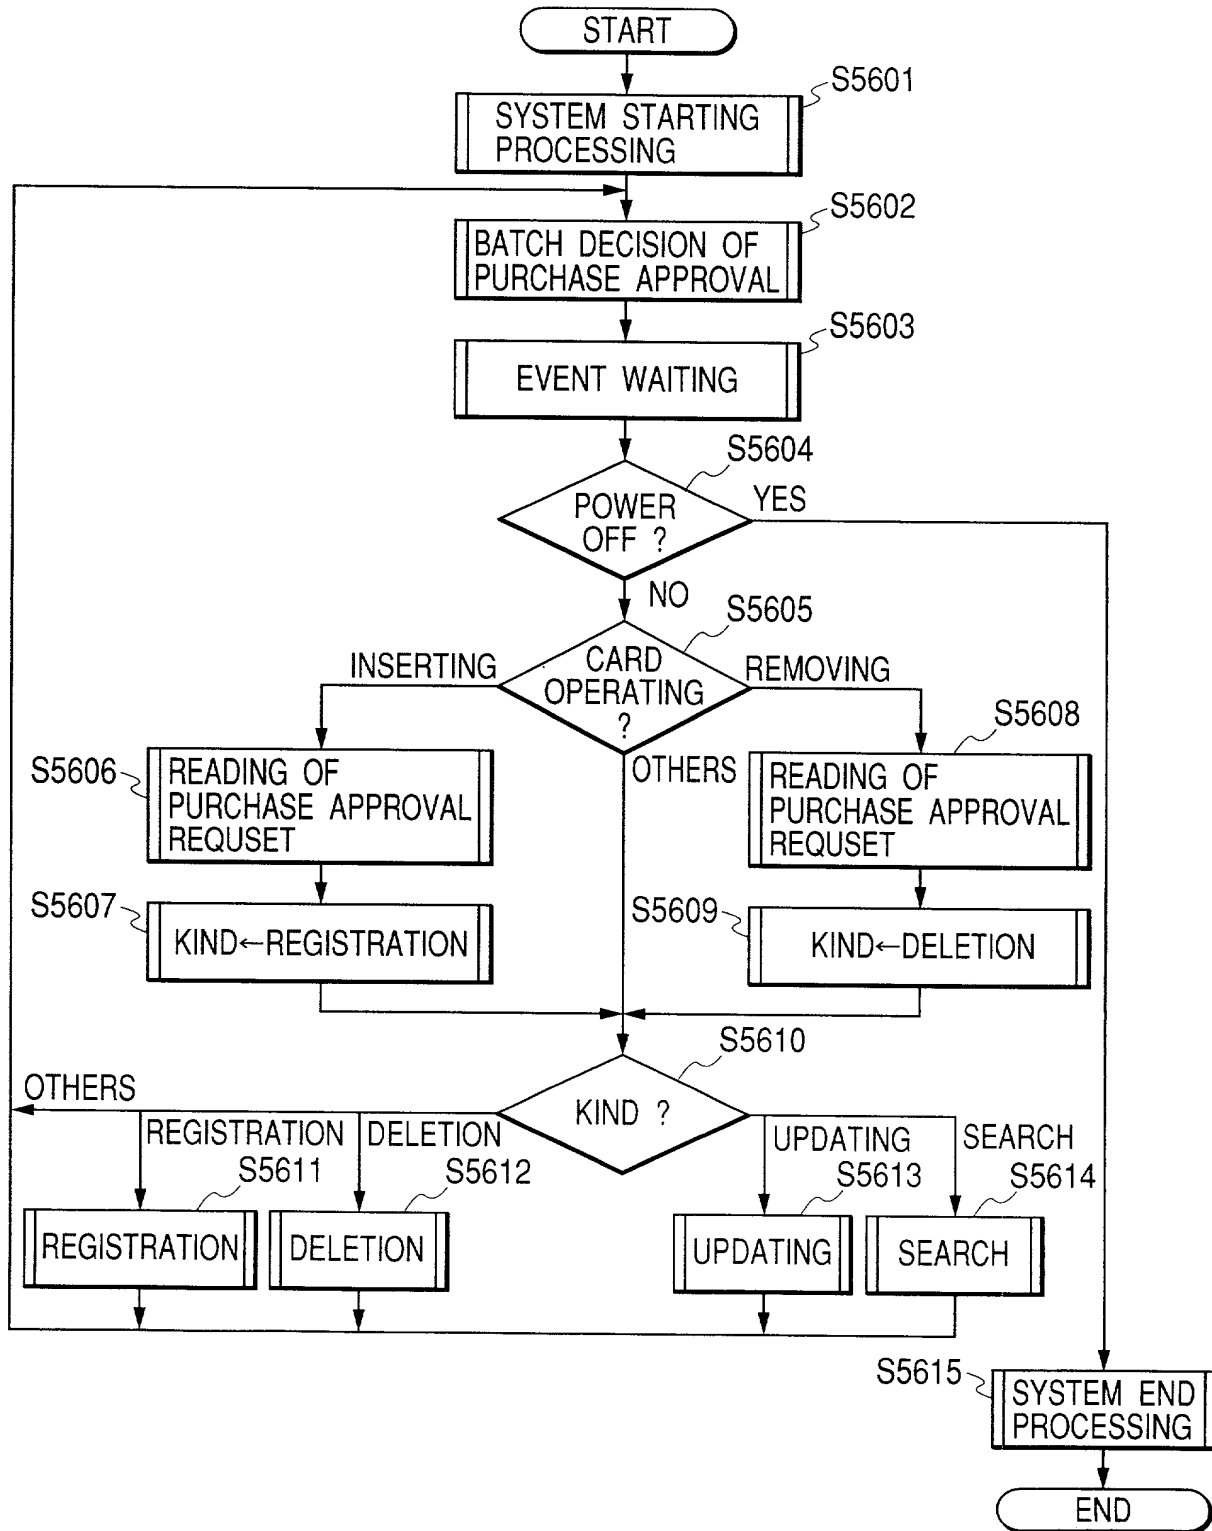 START
S5601
SYSTEM STARTING
PROCESSING
S5602
BATCH DECISION OF
PURCHASE APPROVAL
S5603
EVENT WAITING
S5604
POWER
OFF ?
YES
NO
S5605
CARD
OPERATING
?
INSERTING
REMOVING
OTHERS
S5606
READING OF
PURCHASE APPROVAL
REQUSET
S5608
READING OF
PURCHASE APPROVAL
REQUSET
S5607
KIND←REGISTRATION
S5609
KIND←DELETION
S5610
KIND ?
OTHERS
REGISTRATION
DELETION
UPDATING
SEARCH
S5611
REGISTRATION
S5612
DELETION
S5613
UPDATING
S5614
SEARCH
S5615
SYSTEM END
PROCESSING
END